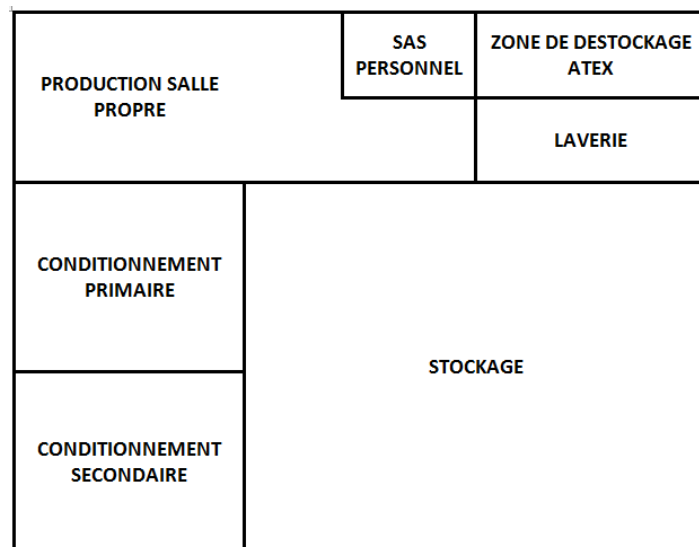 PRODUCTION SALLE
PROPRE
SAS
PERSONNEL
ZONE DE DESTOCKAGE
ATEX
LAVERIE
CONDITIONNEMENT
PRIMAIRE
STOCKAGE
CONDITIONNEMENT
SECONDAIRE